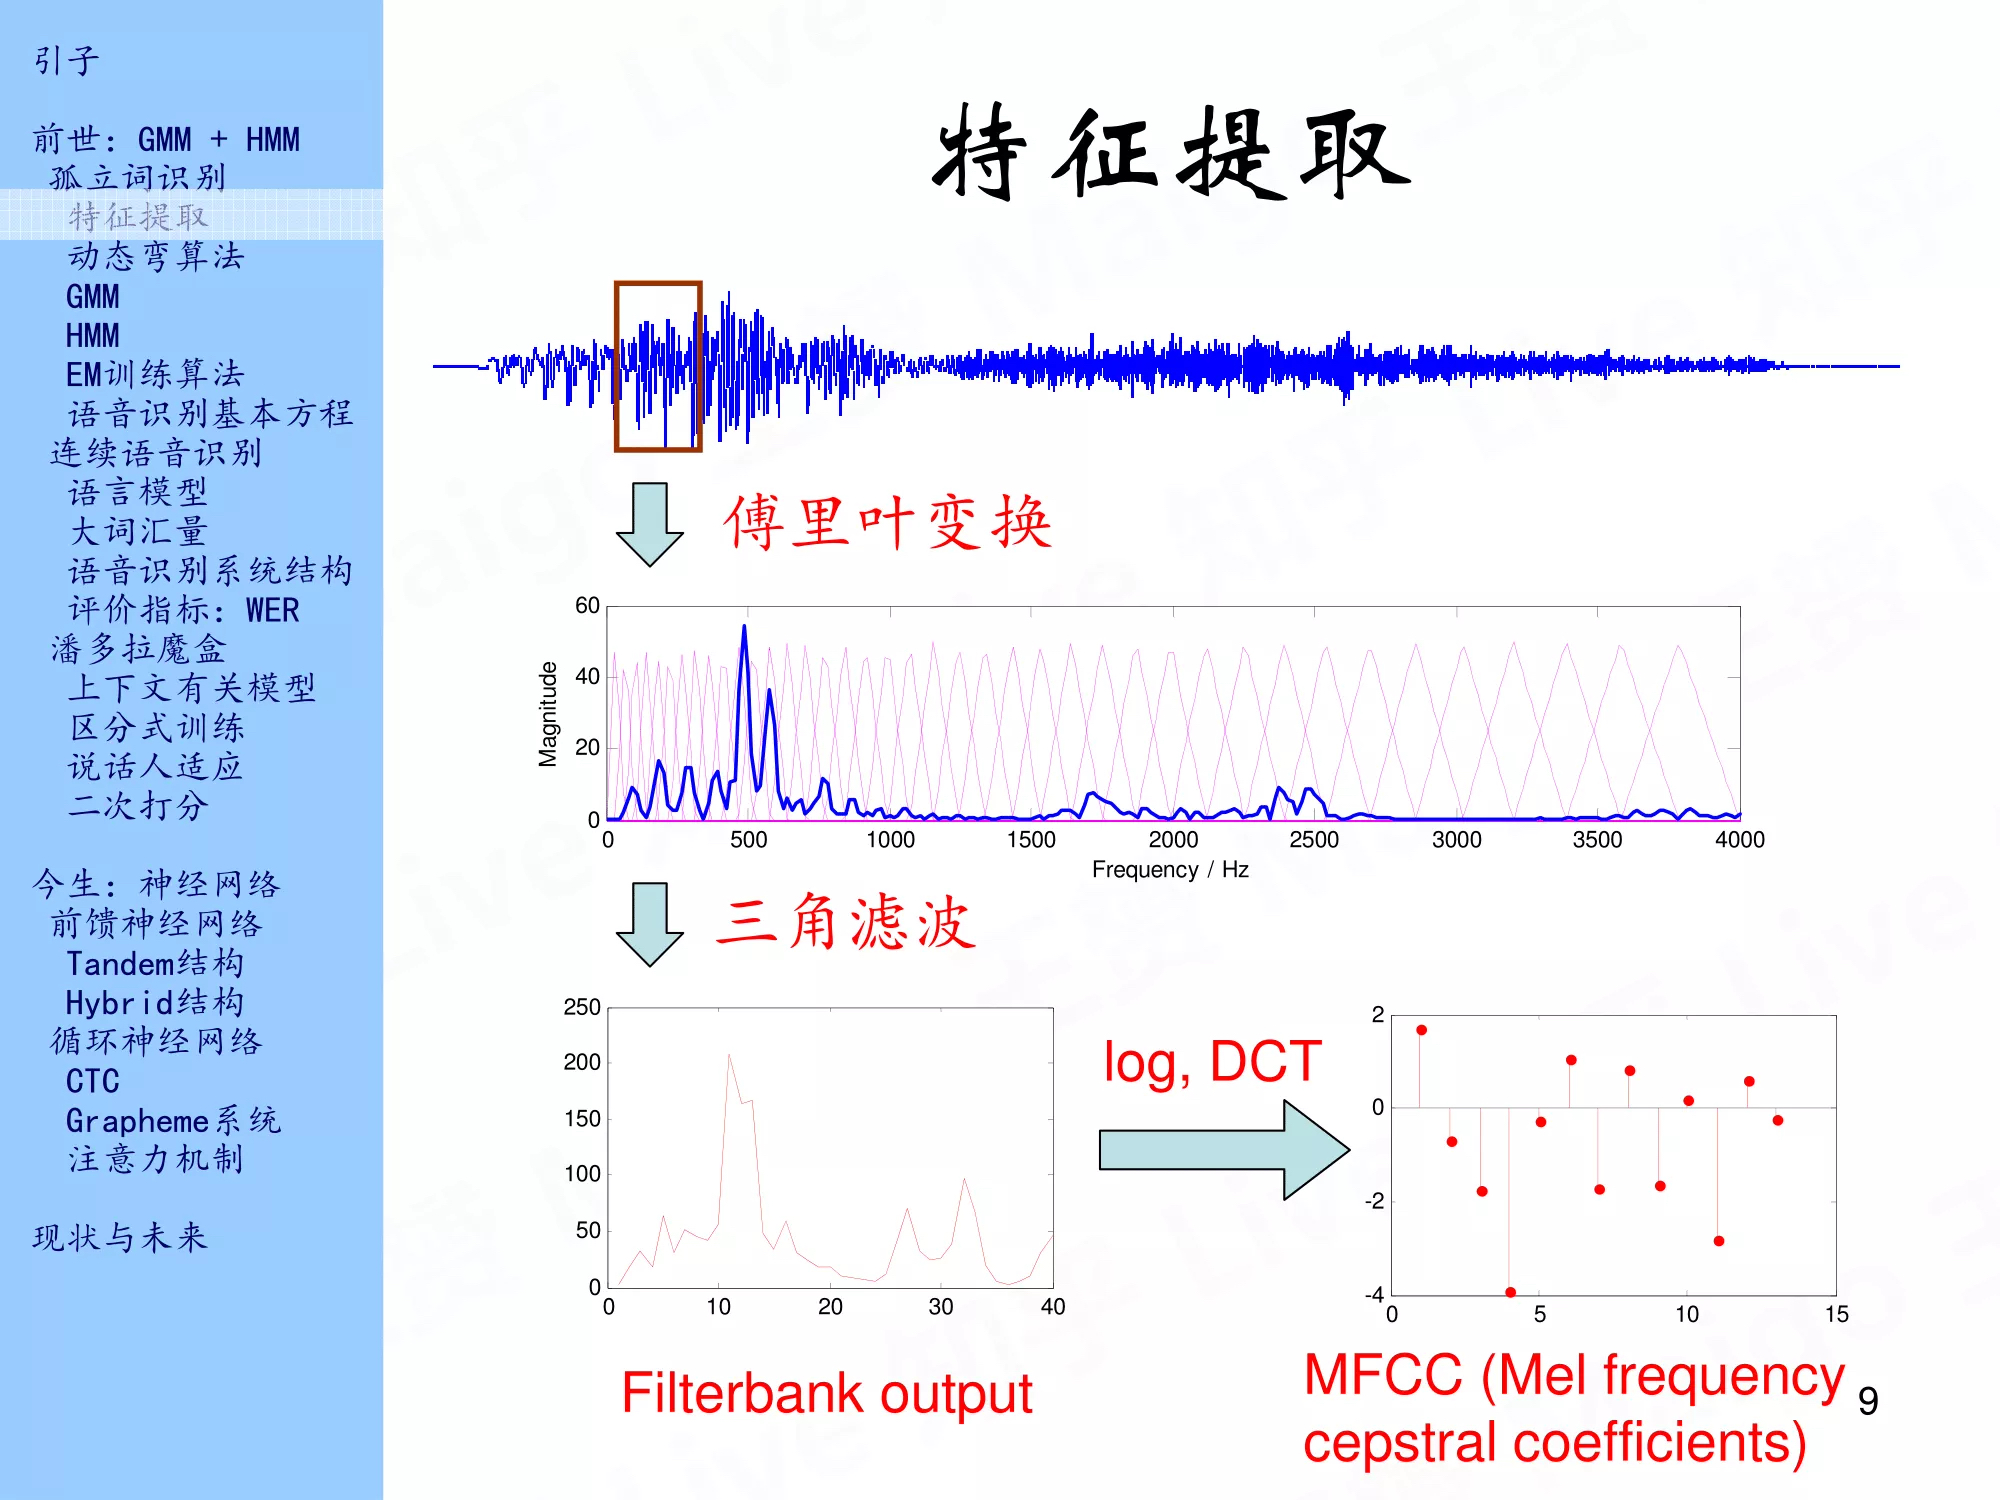 引子
前世：GMM + HMM
孤立词识别
特征提取
动态弯算法
GMM
HMM
EM训练算法
语音识别基本方程
连续语音识别
语言模型
大词汇量
语音识别系统结构
评价指标：WER
潘多拉魔盒
上下文有关模型
区分式训练
说话人适应
二次打分
今生：神经网络
前馈神经网络
Tandem结构
Hybrid结构
循环神经网络
CTC
Grapheme系统
注意力机制
现状与未来
特征提取
傅里叶变换
60
40
20
0
Magnitude
0 500 1000 1500 2000 2500 3000 3500 4000
Frequency / Hz
三角滤波
250
200
150
100
50
0
0 10 20 30 40
Filterbank output
log, DCT
2
0
-2
-4
0 5 10 15
MFCC (Mel frequency
cepstral coefficients)
9